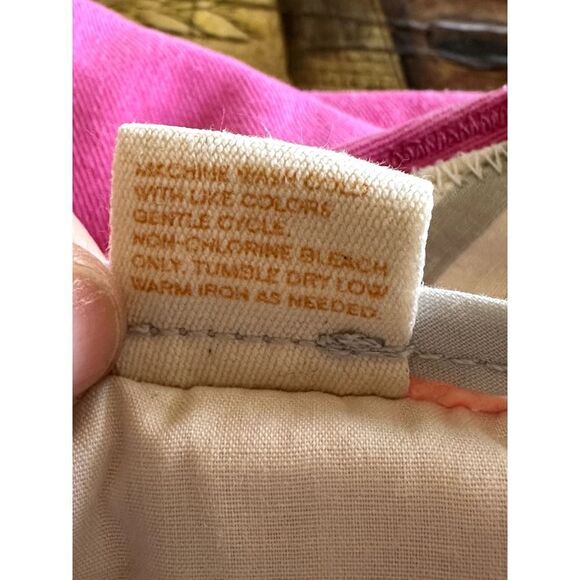 MACHINE WASH COLD
WITH LIKE COLORS
GENTLE CYCLE.
NON-CHLORINE BLEACH
ONLY. TUMBLE DRY LOW
WARM IRON AS NEEDED.